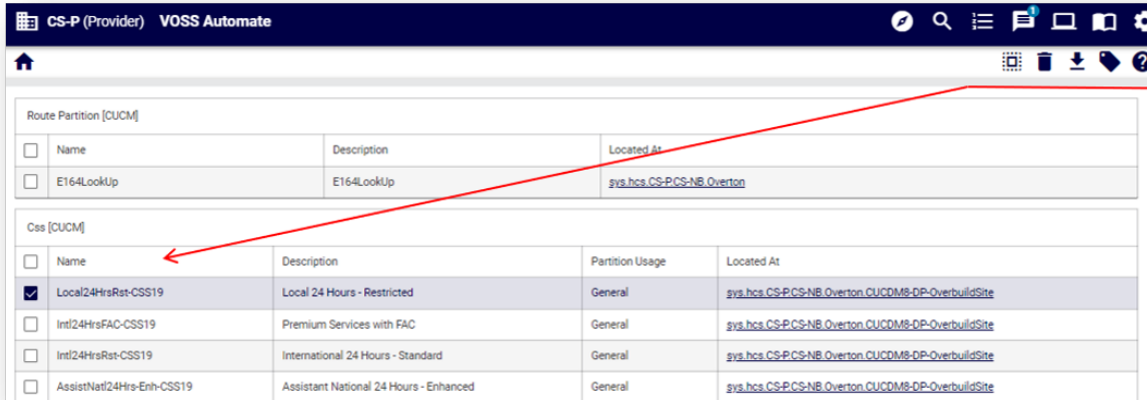 CS-P (Provider) VOSS Automate
1
Route Partition [CUCM]
Name Description Located At
E164LookUp E164LookUp sys.hcs.CS-P.CS-NB.Overton
Css [CUCM]
Name Description Partition Usage Located At
Local24HrsRst-CSS19 Local 24 Hours - Restricted General sys.hcs.CS-P.CS-NB.Overton.CUCDM8-DP-OverbuildSite
Intl24HrsFAC-CSS19 Premium Services with FAC General sys.hcs.CS-P.CS-NB.Overton.CUCDM8-DP-OverbuildSite
Intl24HrsRst-CSS19 International 24 Hours - Standard General sys.hcs.CS-P.CS-NB.Overton.CUCDM8-DP-OverbuildSite
AssistNatl24Hrs-Enh-CSS19 Assistant National 24 Hours - Enhanced General sys.hcs.CS-P.CS-NB.Overton.CUCDM8-DP-OverbuildSite